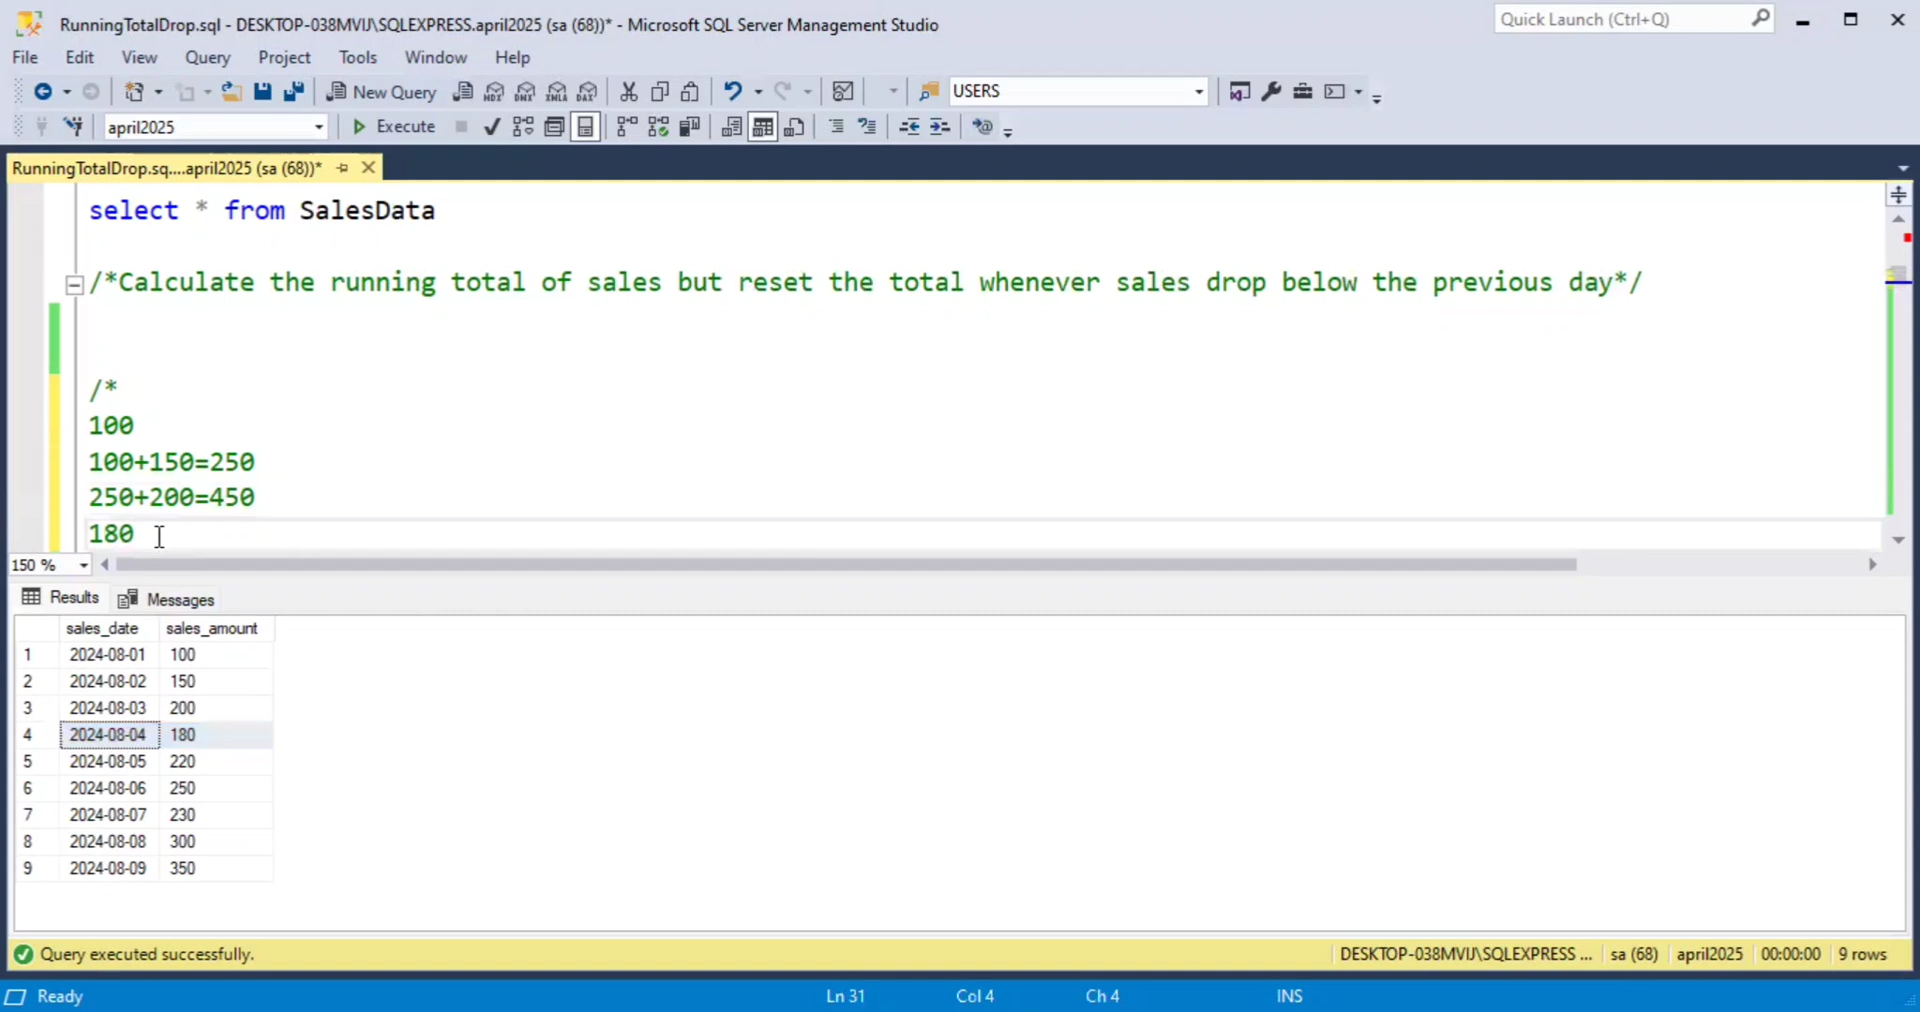 RunningTotalDrop.sql - DESKTOP-038MVIJ\SQLEXPRESS.april2025 (sa (68))* - Microsoft SQL Server Management Studio
Quick Launch (Ctrl+Q)
File Edit View Query Project Tools Window Help
New Query MDX DMX XMLA DAX USERS
april2025 Execute
RunningTotalDrop.sq....april2025 (sa (68))*
select * from SalesData
/*Calculate the running total of sales but reset the total whenever sales drop below the previous day*/
/*
100
100+150=250
250+200=450
180
150 %
Results Messages
sales_date sales_amount
1 2024-08-01 100
2 2024-08-02 150
3 2024-08-03 200
4 2024-08-04 180
5 2024-08-05 220
6 2024-08-06 250
7 2024-08-07 230
8 2024-08-08 300
9 2024-08-09 350
Query executed successfully. DESKTOP-038MVIJ\SQLEXPRESS ... sa (68) april2025 00:00:00 9 rows
Ready Ln 31 Col 4 Ch 4 INS